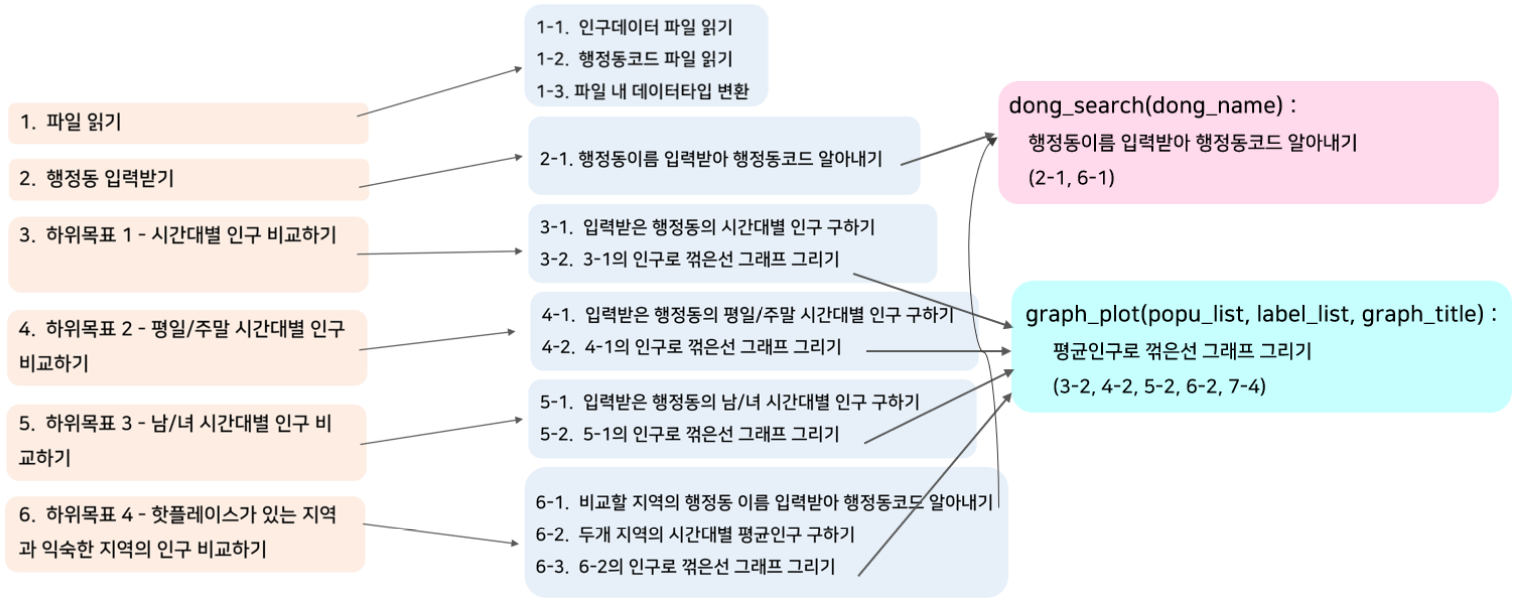 1. 파일 읽기
2. 행정동 입력받기
3. 하위목표 1 - 시간대별 인구 비교하기
4. 하위목표 2 - 평일/주말 시간대별 인구
비교하기
5. 하위목표 3 - 남/녀 시간대별 인구 비
교하기
6. 하위목표 4 - 핫플레이스가 있는 지역
과 익숙한 지역의 인구 비교하기
1-1. 인구데이터 파일 읽기
1-2. 행정동코드 파일 읽기
1-3. 파일 내 데이터타입 변환
2-1. 행정동이름 입력받아 행정동코드 알아내기
3-1. 입력받은 행정동의 시간대별 인구 구하기
3-2. 3-1의 인구로 꺾은선 그래프 그리기
4-1. 입력받은 행정동의 평일/주말 시간대별 인구 구하기
4-2. 4-1의 인구로 꺾은선 그래프 그리기
5-1. 입력받은 행정동의 남/녀 시간대별 인구 구하기
5-2. 5-1의 인구로 꺾은선 그래프 그리기
6-1. 비교할 지역의 행정동 이름 입력받아 행정동코드 알아내기
6-2. 두개 지역의 시간대별 평균인구 구하기
6-3. 6-2의 인구로 꺾은선 그래프 그리기
dong_search(dong_name) :
행정동이름 입력받아 행정동코드 알아내기
(2-1, 6-1)
graph_plot(popu_list, label_list, graph_title) :
평균인구로 꺾은선 그래프 그리기
(3-2, 4-2, 5-2, 6-2, 7-4)